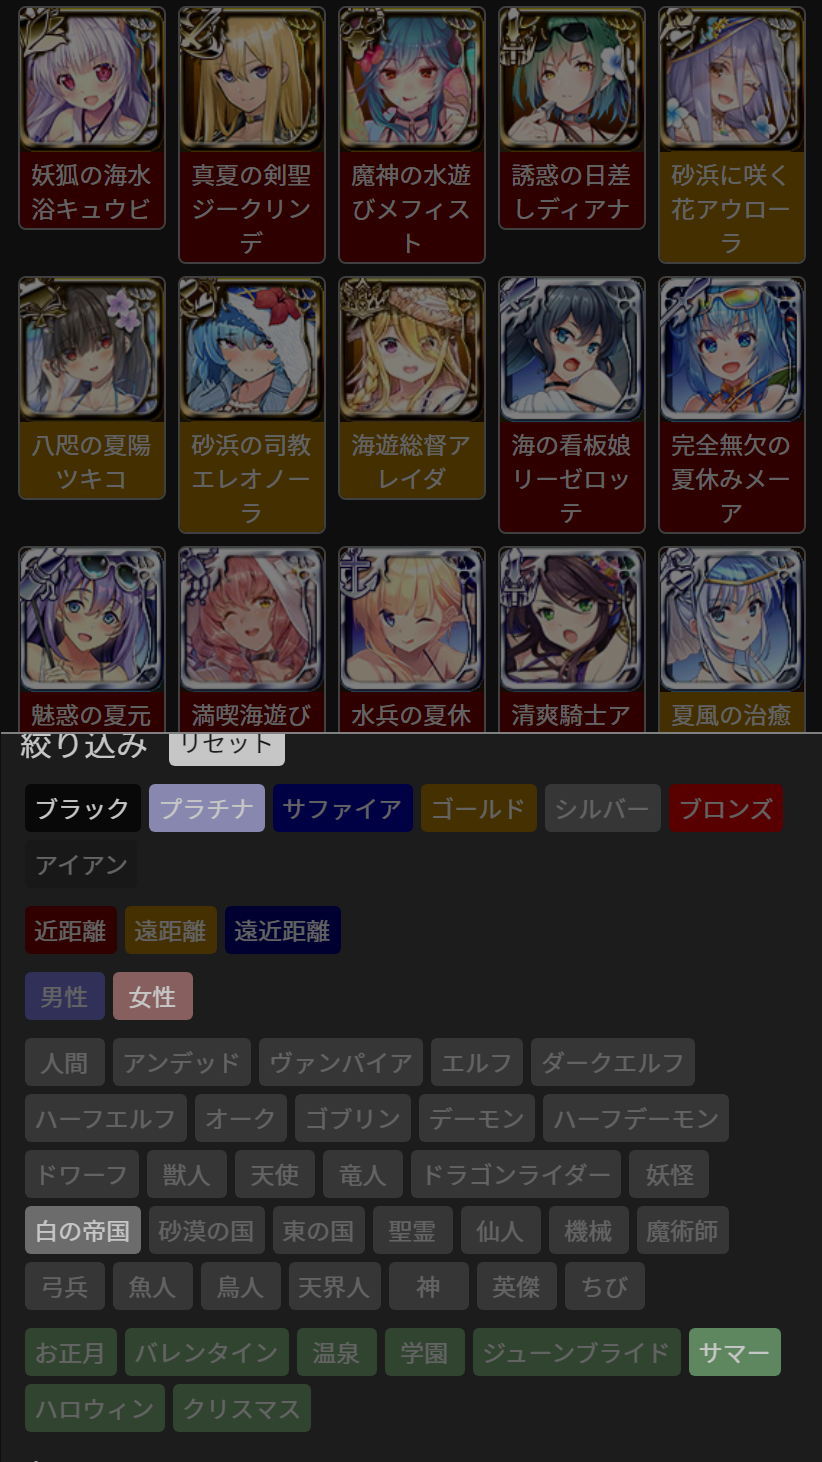 妖狐の海水
浴キュウビ
真夏の剣聖
ジークリン
デ
魔神の水遊
びメフィス
ト
誘惑の日差
しディアナ
砂浜に咲く
花アウロー
ラ
八咫の夏陽
ツキコ
砂浜の司教
エレオノー
ラ
海遊総督ア
レイダ
海の看板娘
リーゼロッ
テ
完全無欠の
夏休みメー
ア
魅惑の夏元
満喫海遊び
水兵の夏休
清爽騎士ア
夏風の治癒
絞り込み リセット
ブラック プラチナ サファイア ゴールド シルバー ブロンズ
アイアン
近距離 遠距離 遠近距離
男性 女性
人間 アンデッド ヴァンパイア エルフ ダークエルフ
ハーフエルフ オーク ゴブリン デーモン ハーフデーモン
ドワーフ 獣人 天使 竜人 ドラゴンライダー 妖怪
白の帝国 砂漠の国 東の国 聖霊 仙人 機械 魔術師
弓兵 魚人 鳥人 天界人 神 英傑 ちび
お正月 バレンタイン 温泉 学園 ジューンブライド サマー
ハロウィン クリスマス